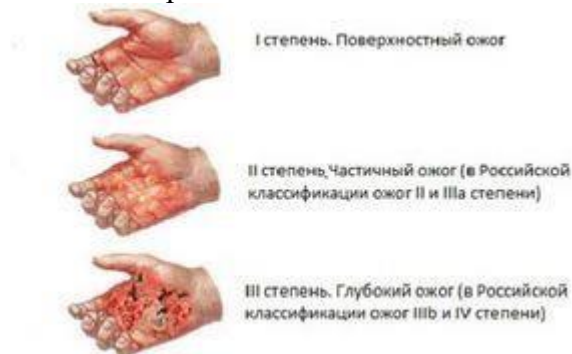 I степень. Поверхностный ожог
II степень.Частичный ожог (в Российской
классификации ожог II и IIIa степени)
III степень. Глубокий ожог (в Российской
классификации ожог IIIb и IV степени)